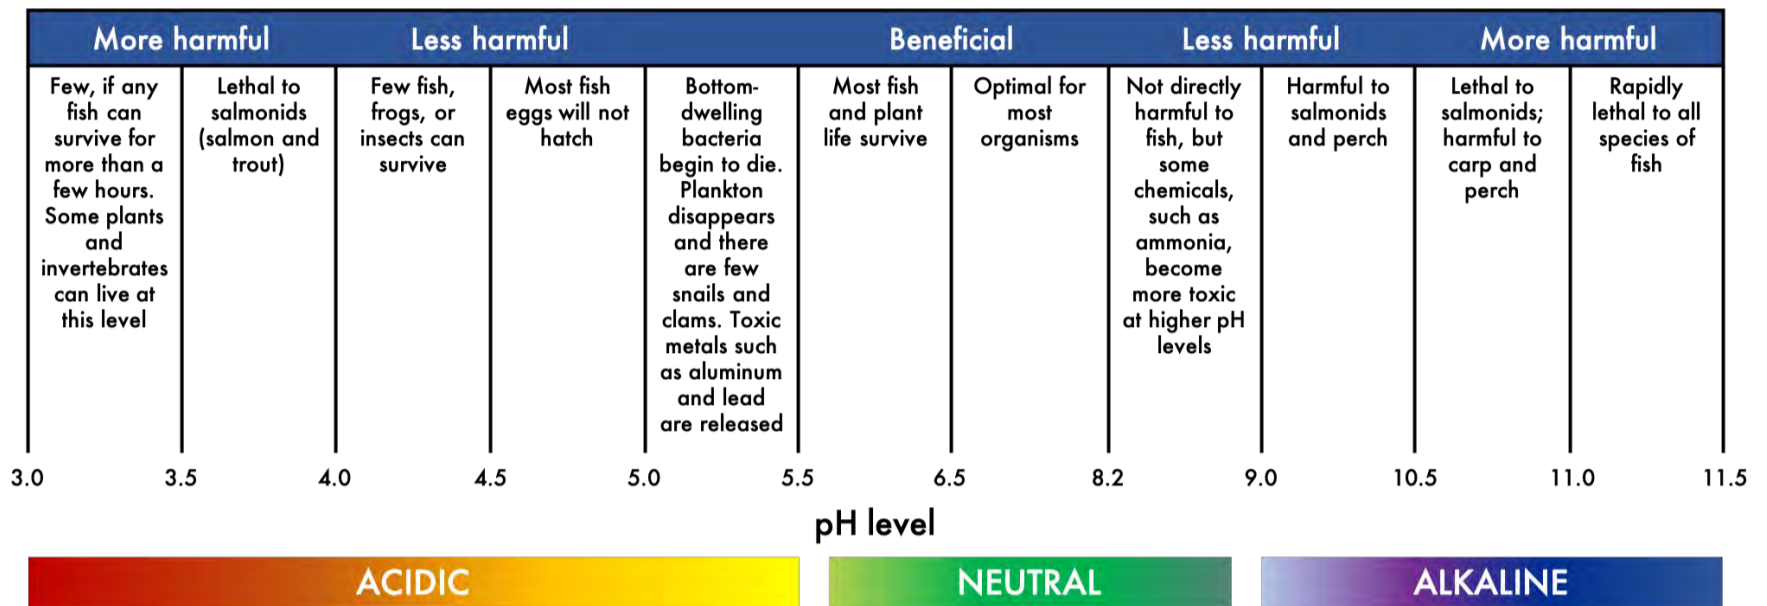 More harmful
Less harmful
Beneficial
Less harmful
More harmful
Few, if any
fish can
survive for
more than a
few hours.
Some plants
and
invertebrates
can live at
this level
Lethal to
salmonids
(salmon and
trout)
Few fish,
frogs, or
insects can
survive
Most fish
eggs will not
hatch
Bottom-
dwelling
bacteria
begin to die.
Plankton
disappears
and there
are few
snails and
clams. Toxic
metals such
as aluminum
and lead
are released
Most fish
and plant
life survive
Optimal for
most
organisms
Not directly
harmful to
fish, but
some
chemicals,
such as
ammonia,
become
more toxic
at higher pH
levels
Harmful to
salmonids
and perch
Lethal to
salmonids;
harmful to
carp and
perch
Rapidly
lethal to all
species of
fish
3.0 3.5 4.0 4.5 5.0 5.5 6.5 8.2 9.0 10.5 11.0 11.5
pH level
ACIDIC
NEUTRAL
ALKALINE